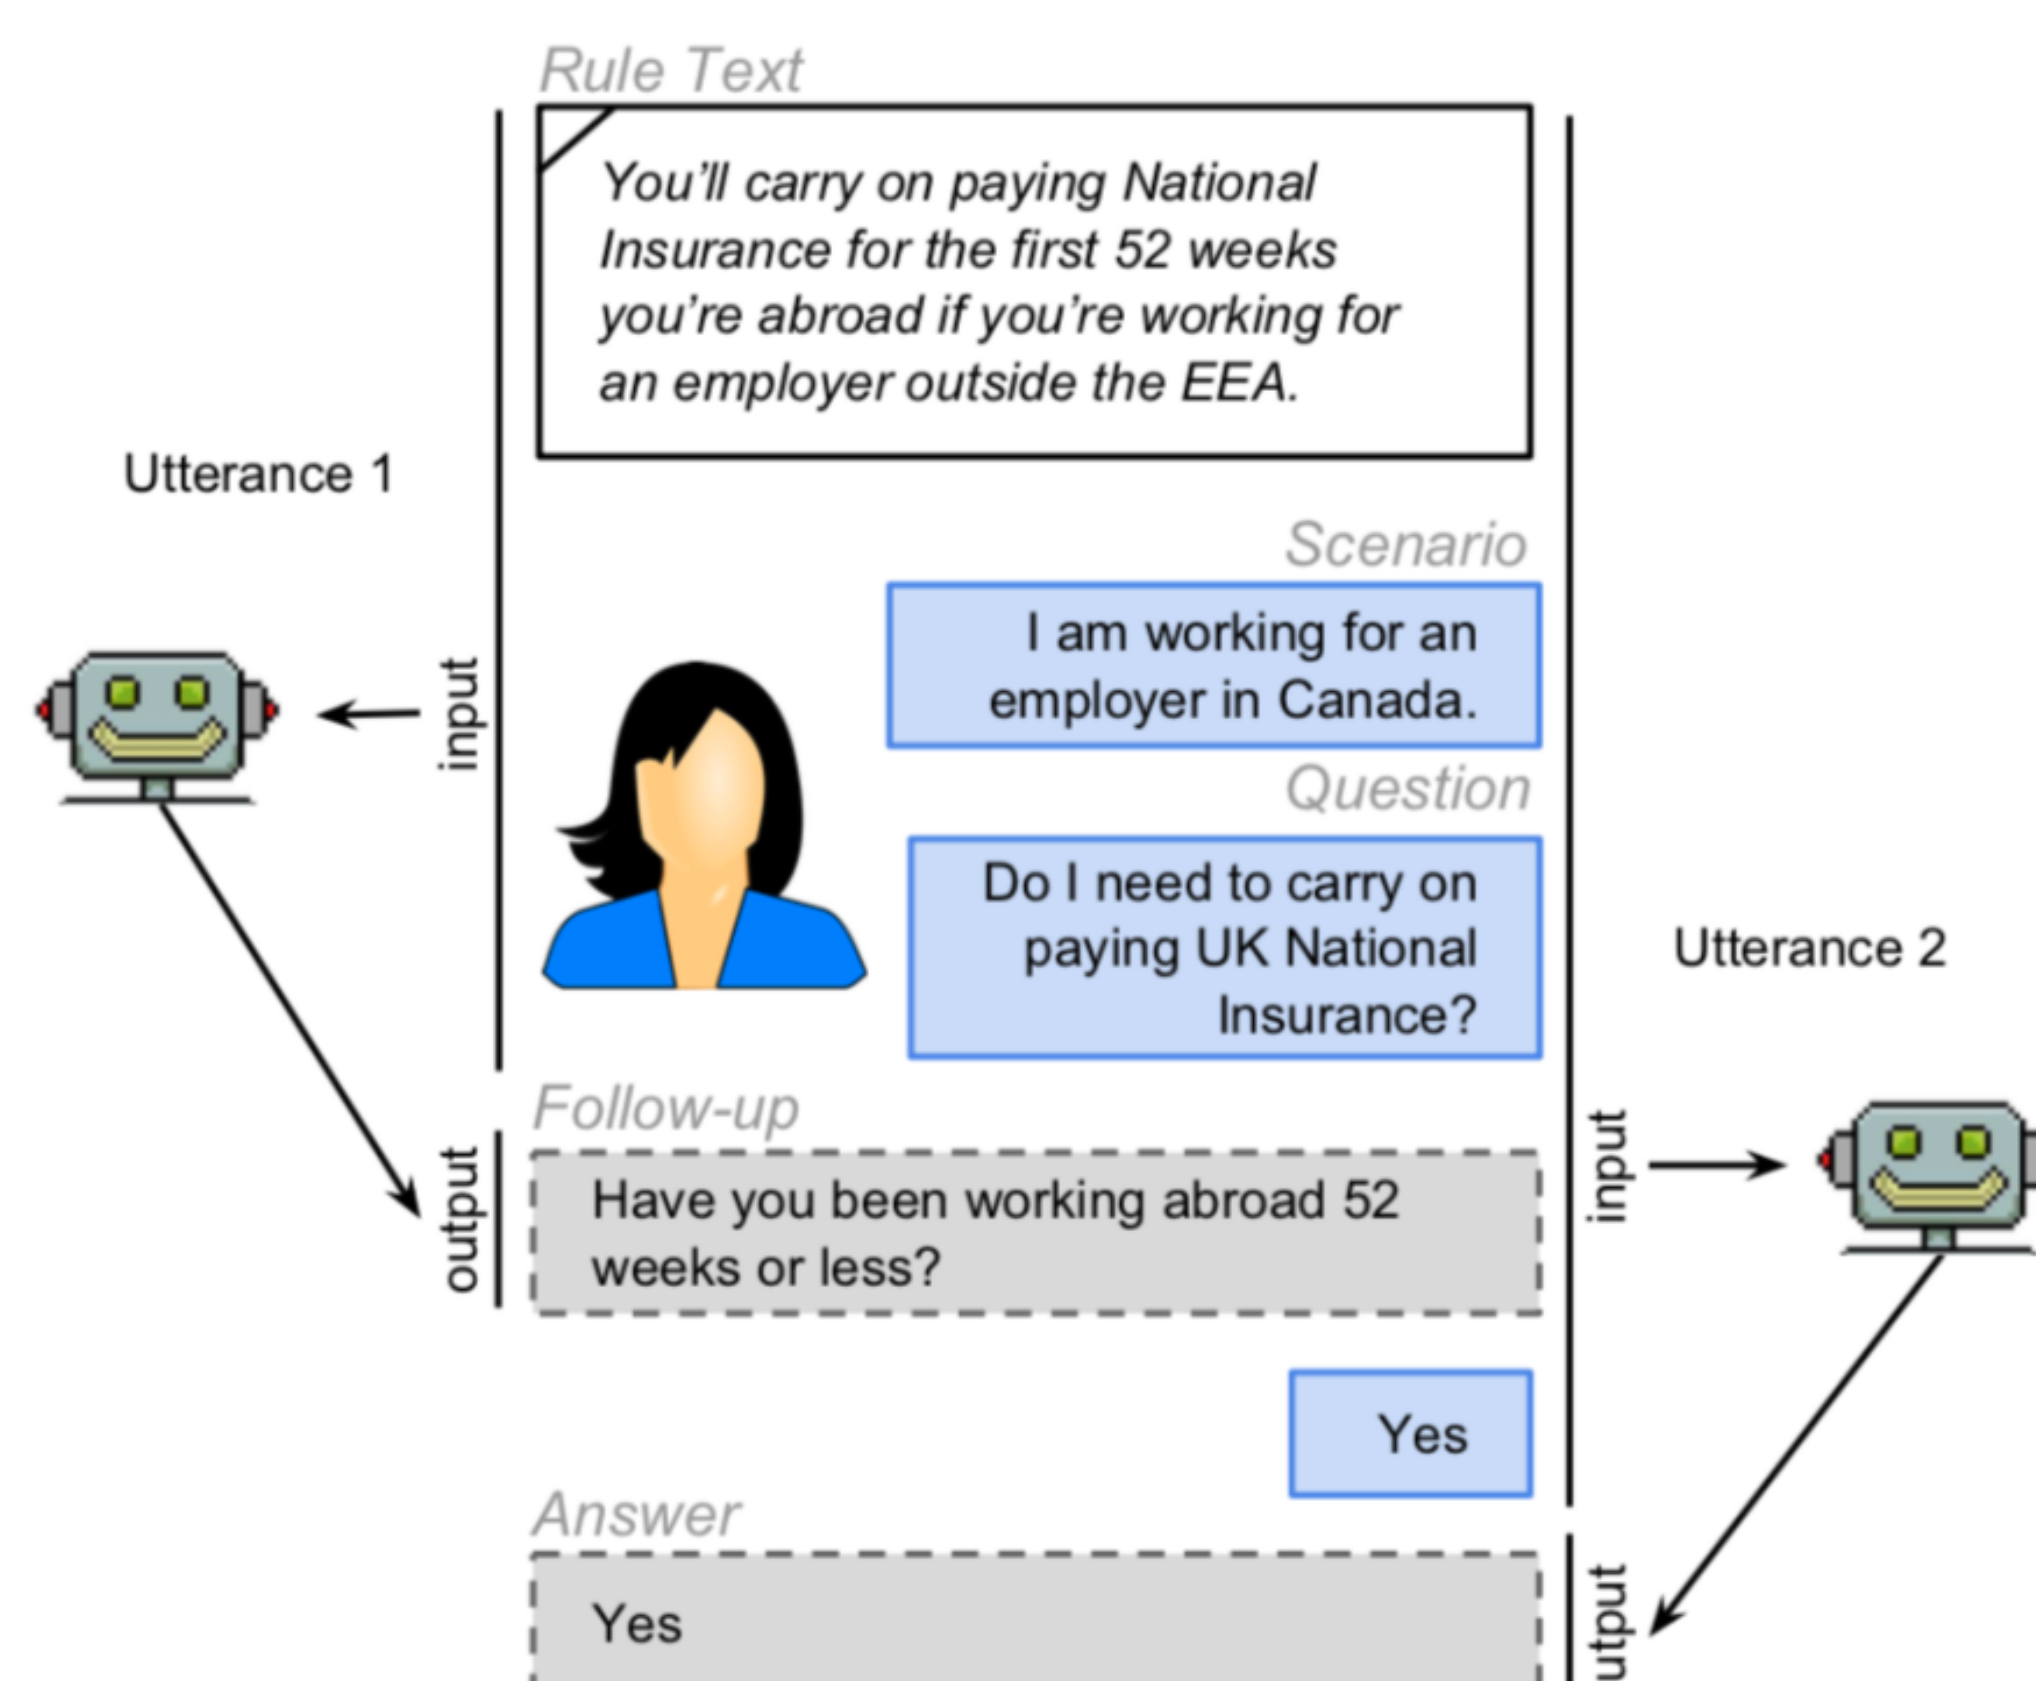 Rule Text
You'll carry on paying National
Insurance for the first 52 weeks
you're abroad if you're working for
an employer outside the EEA.
Utterance 1
Scenario
I am working for an
employer in Canada.
input
Question
Do I need to carry on
paying UK National
Insurance?
Utterance 2
Follow-up
Have you been working abroad 52
weeks or less?
output
input
Yes
Answer
Yes
utput